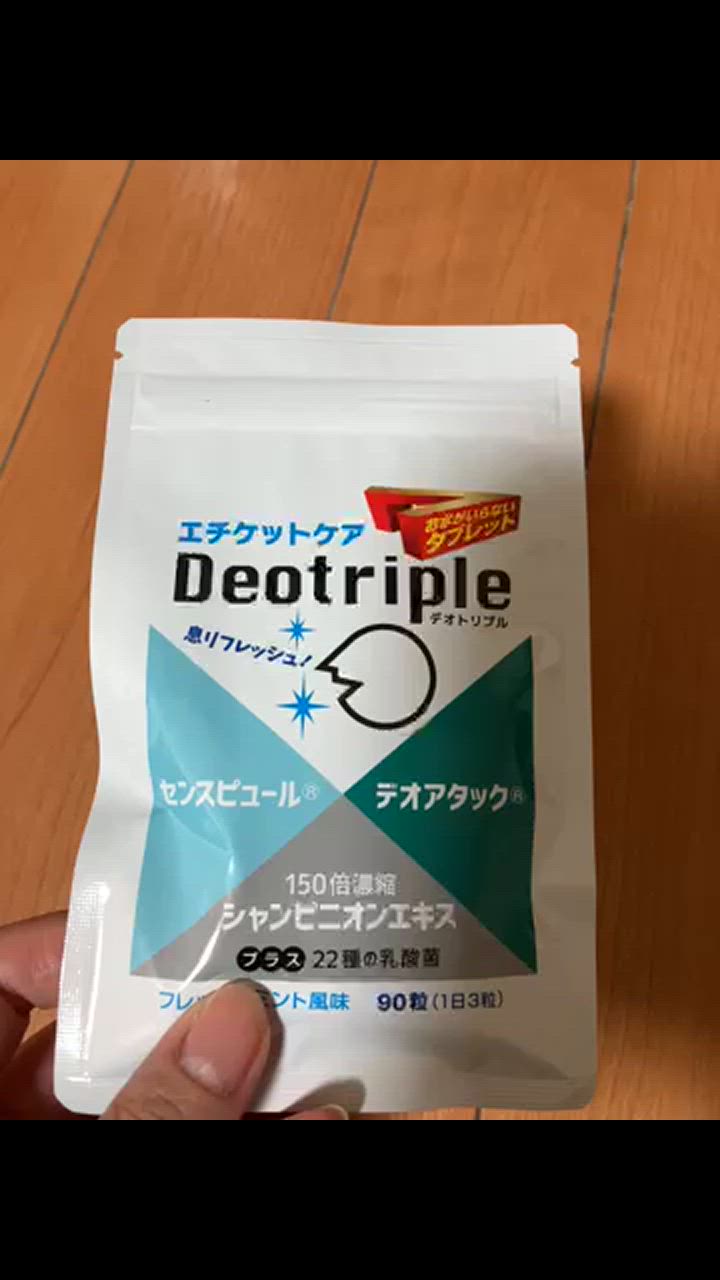 お水がいらない
タブレット
エチケットケア
Deotriple
デオトリプル
息リフレッシュ!
センスピュール®
デオアタック®
150倍濃縮
シャンピニオンエキス
プラス 22種の乳酸菌
フレッ ミント風味 90粒(1日3粒)